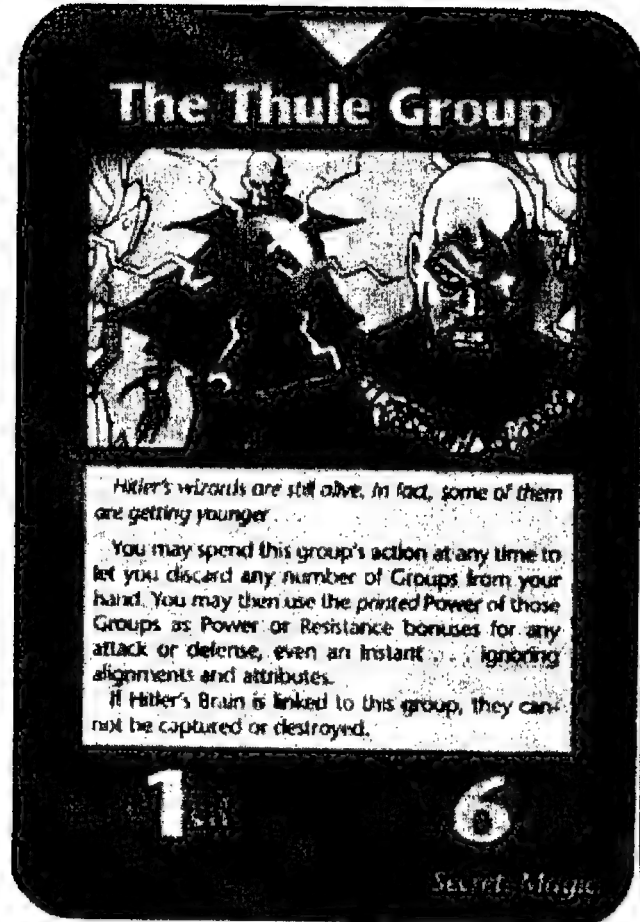 The Thule Group
Hitler's wizards are still alive. In fact, some of them
are getting younger
You may spend this group's action at any time to
let you discard any number of Groups from your
hand. You may then use the printed Power of those
Groups as Power or Resistance bonuses for any
attack or defense, even an Instant . . . ignoring
alignments and attributes.
If Hitler's Brain is linked to this group, they can-
not be captured or destroyed.
1 6
Secret, Magic